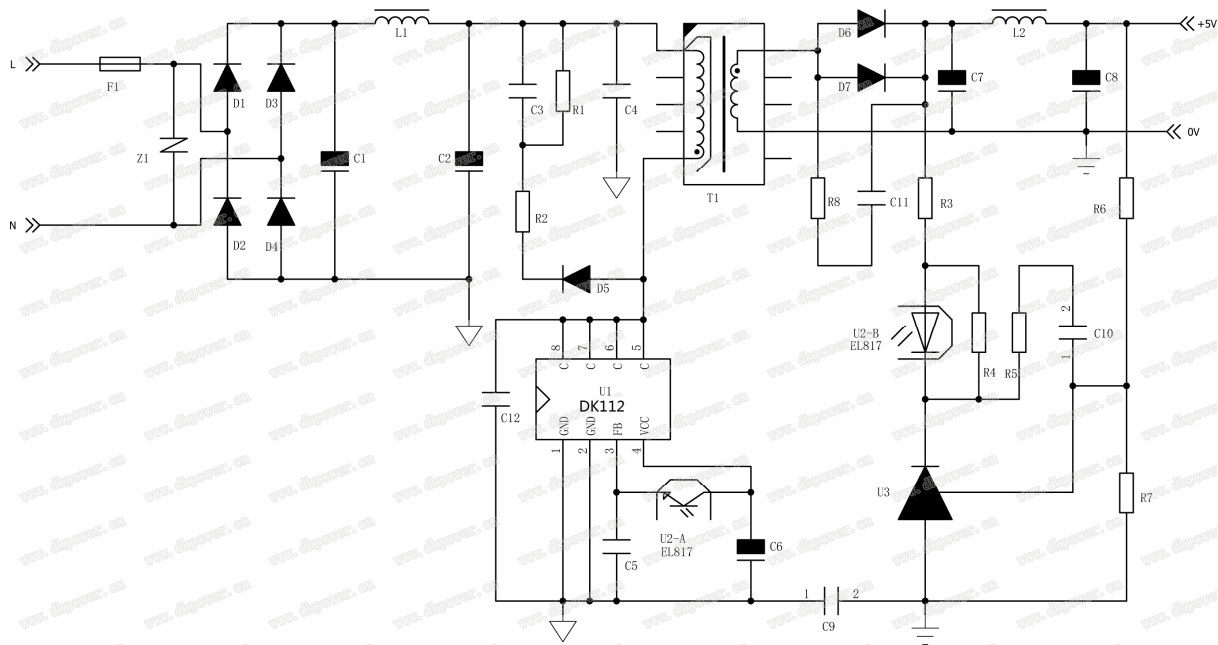 L
F1
Z1
N
D1
D3
D2
D4
C1
L1
C2
C3
R1
C4
R2
D5
T1
D6
D7
R8
C11
C7
L2
C8
+5V
0V
R3
R6
U2-B
EL817
R4
R5
2
C10
1
U3
R7
C12
8
7
6
5
C
C
C
C
U1
DK112
GND
GND
FB
VCC
1
2
3
4
U2-A
EL817
C5
C6
1
2
C9
www.dkpower.cn